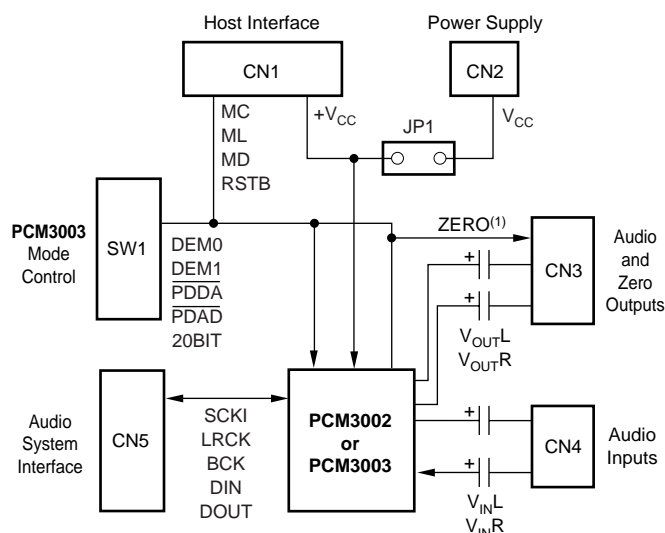 Host Interface
Power Supply
CN1
CN2
MC
ML
MD
RSTB
+VCC
JP1
VCC
PCM3003
Mode
Control
SW1
DEM0
DEM1
PDDA
PDAD
20BIT
ZERO(1)
CN3
Audio
and
Zero
Outputs
VOUTL
VOUTR
+
+
Audio
System
Interface
CN5
SCKI
LRCK
BCK
DIN
DOUT
PCM3002
or
PCM3003
+
+
CN4
Audio
Inputs
VINL
VINR